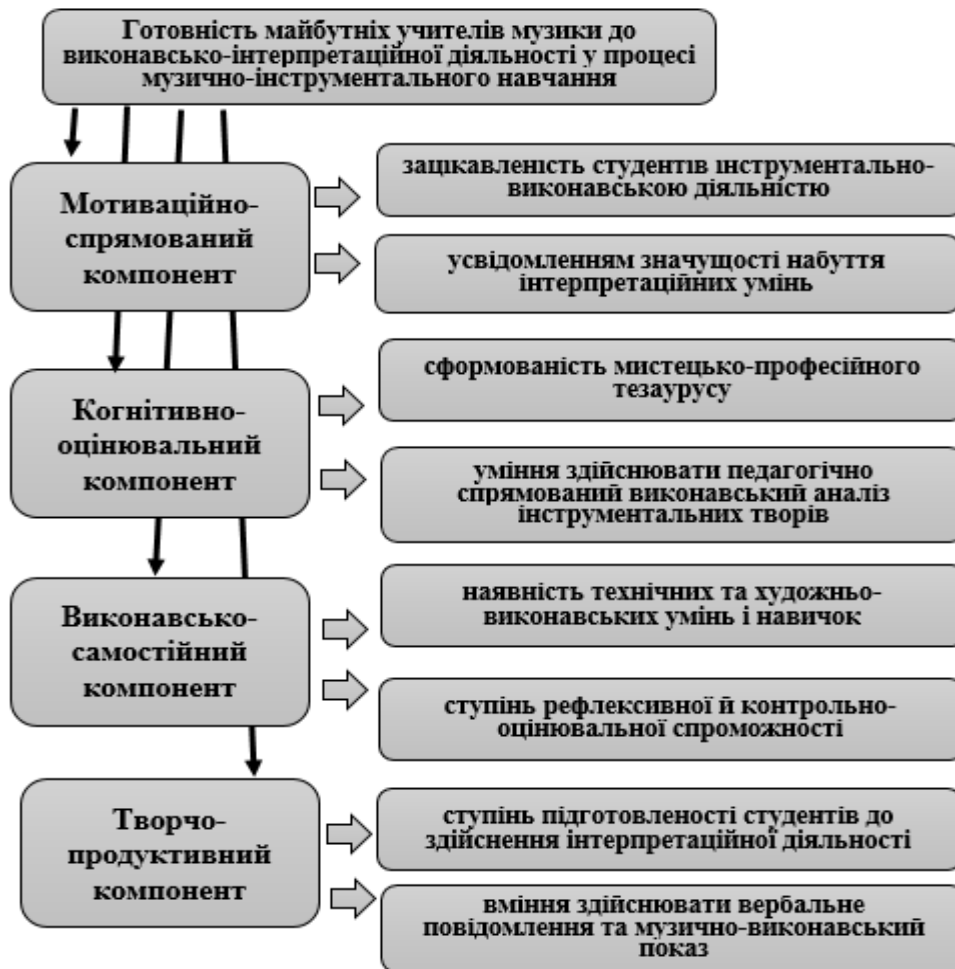 Готовність майбутніх учителів музики до
виконавсько-інтерпретаційної діяльності у процесі
музично-інструментального навчання
Мотиваційно-
спрямований
компонент
зацікавленість студентів інструментально-
виконавською діяльністю
усвідомленням значущості набуття
інтерпретаційних умінь
Когнітивно-
оцінювальний
компонент
сформованість мистецько-професійного
тезаурусу
уміння здійснювати педагогічно
спрямований виконавський аналіз
інструментальних творів
Виконавсько-
самостійний
компонент
наявність технічних та художньо-
виконавських умінь і навичок
ступінь рефлексивної й контрольно-
оцінювальної спроможності
Творчо-
продуктивний
компонент
ступінь підготовленості студентів до
здійснення інтерпретаційної діяльності
вміння здійснювати вербальне
повідомлення та музично-виконавський
показ